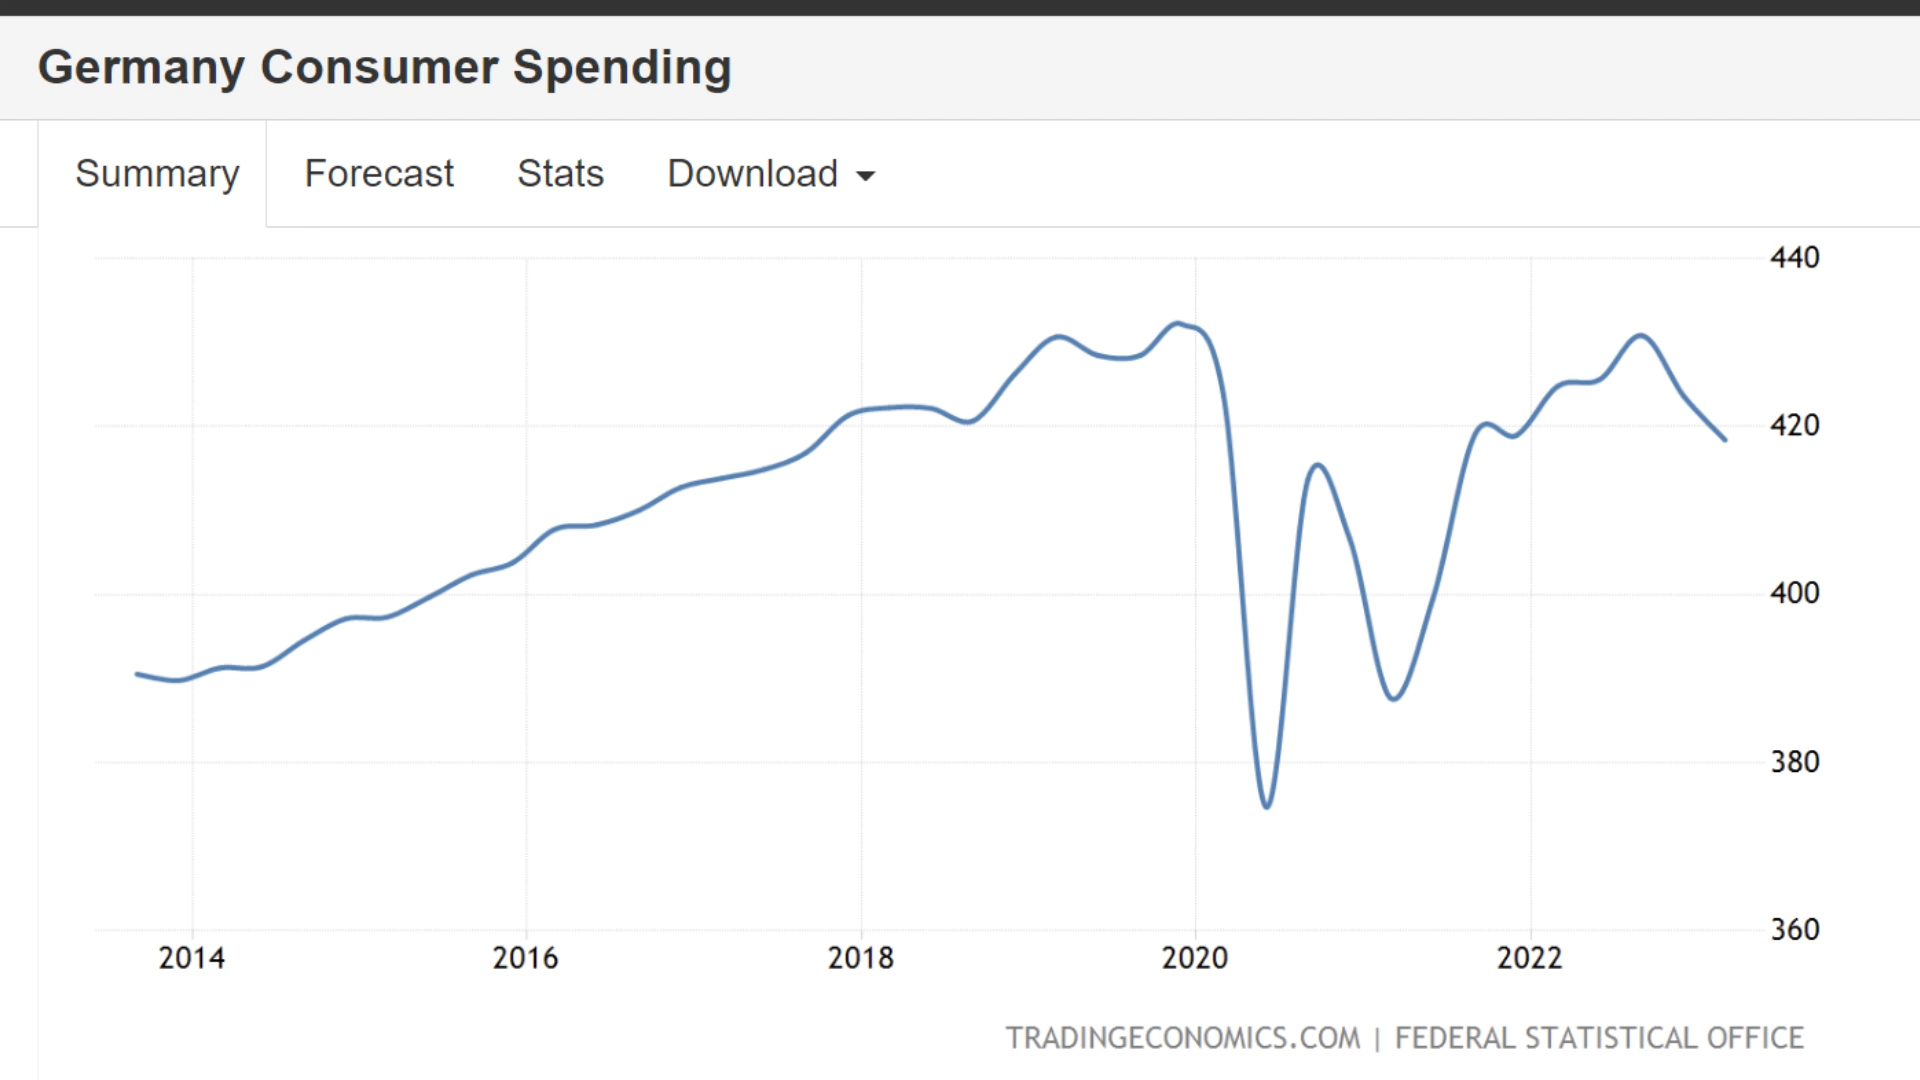 Germany Consumer Spending
Summary Forecast Stats Download
440
420
400
380
360
2014 2016 2018 2020 2022
TRADINGECONOMICS.COM | FEDERAL STATISTICAL OFFICE